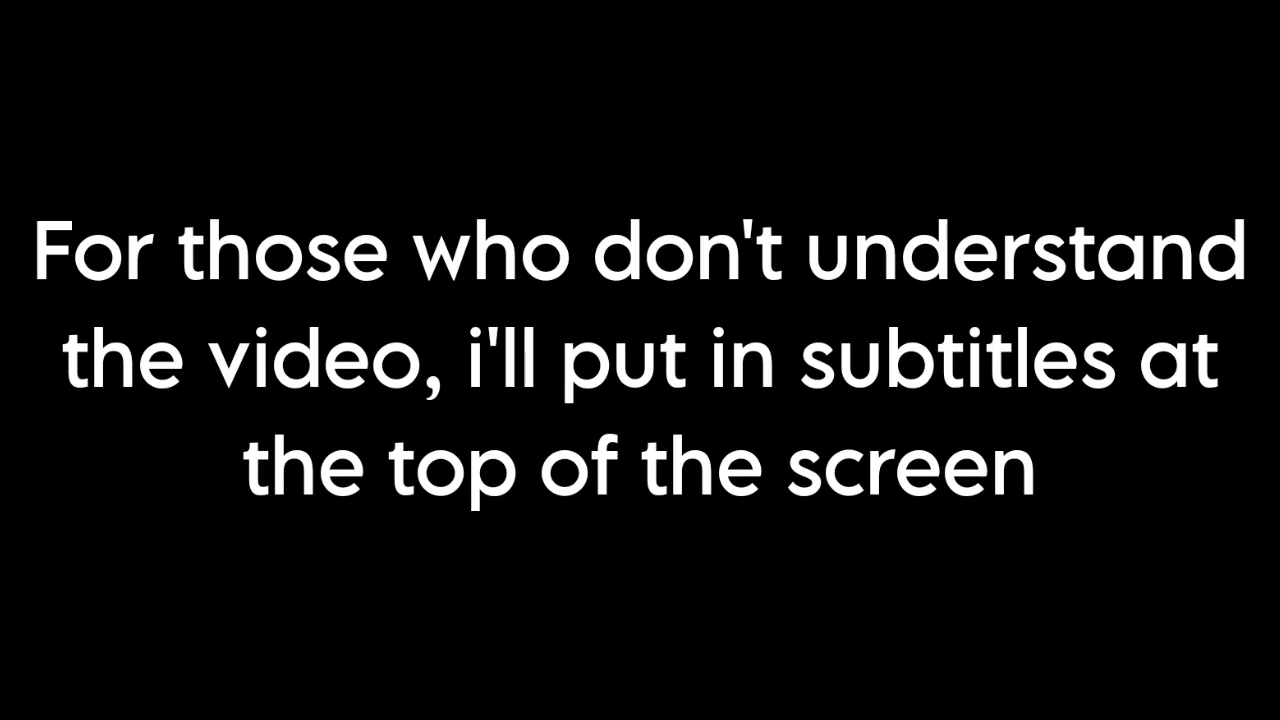 For those who don't understand
the video, i'll put in subtitles at
the top of the screen